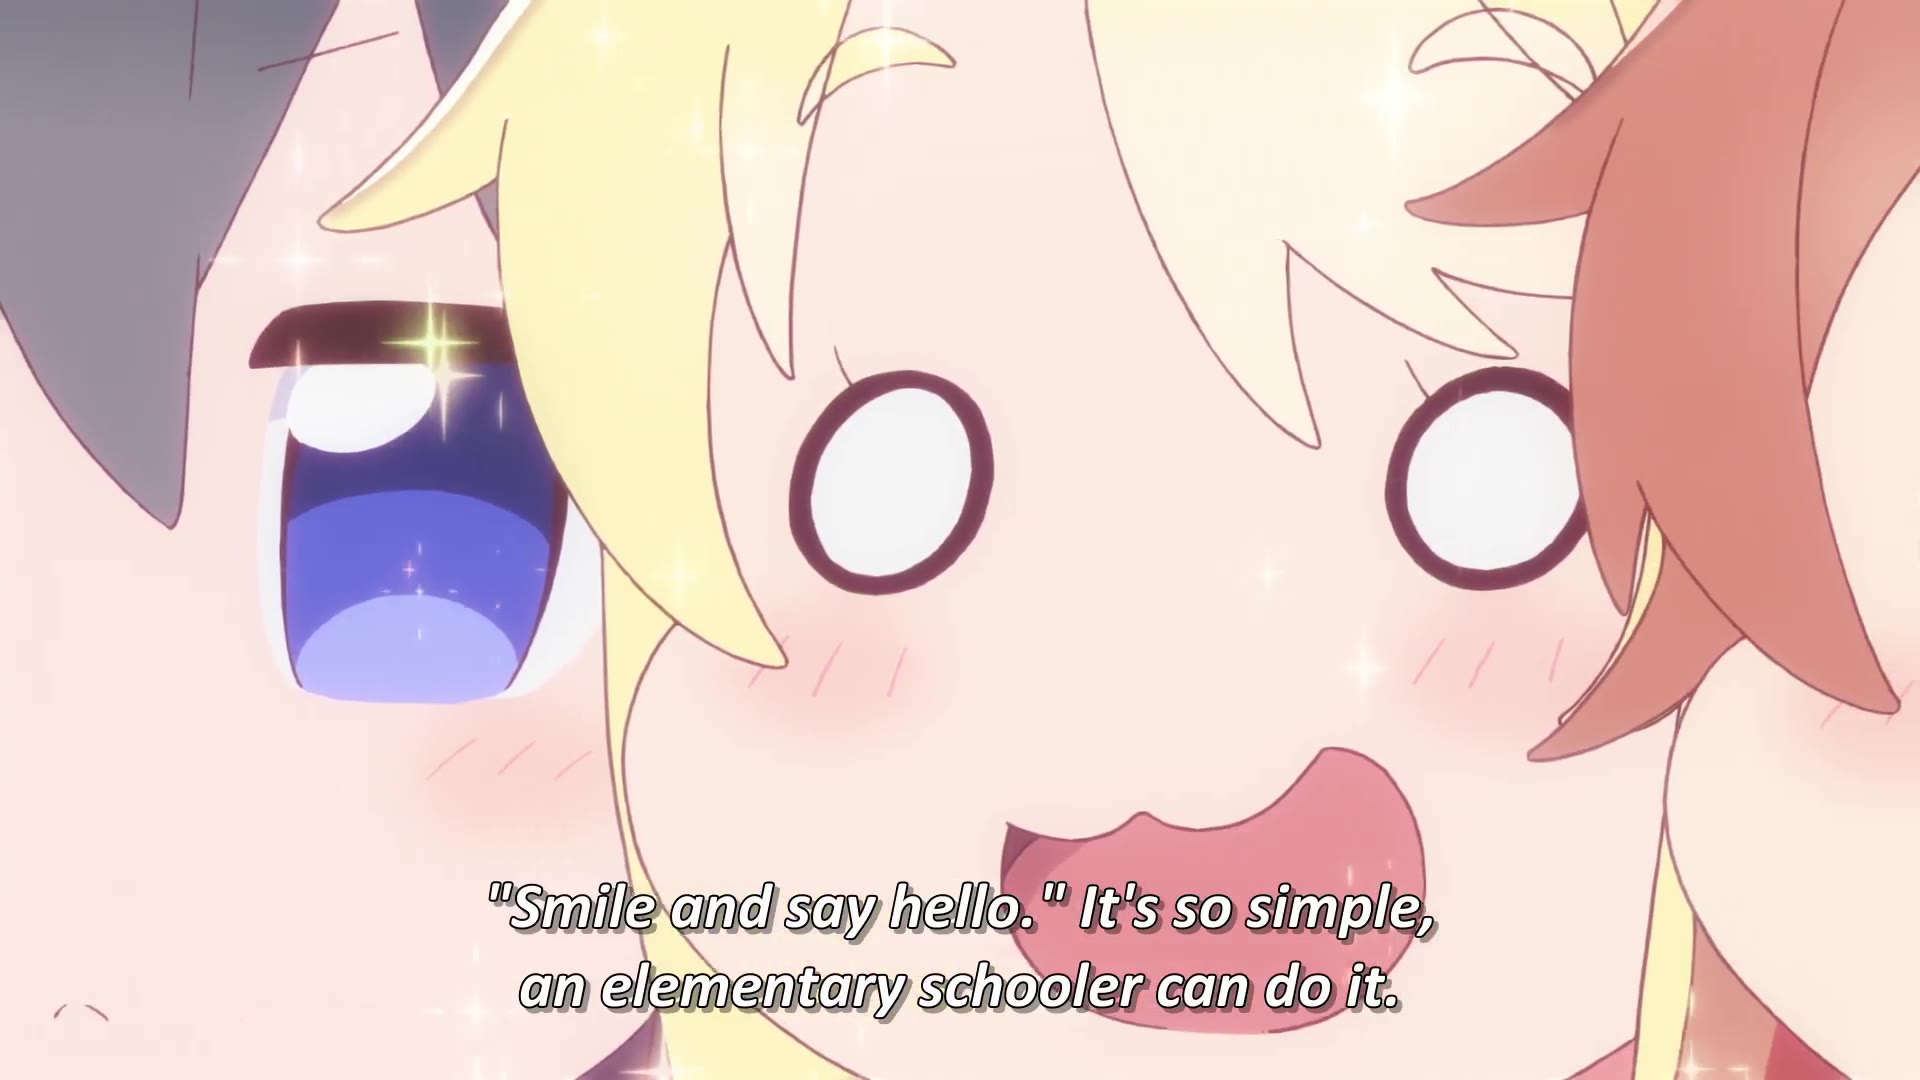 "Smile and say hello." It's so simple,
an elementary schooler can do it.